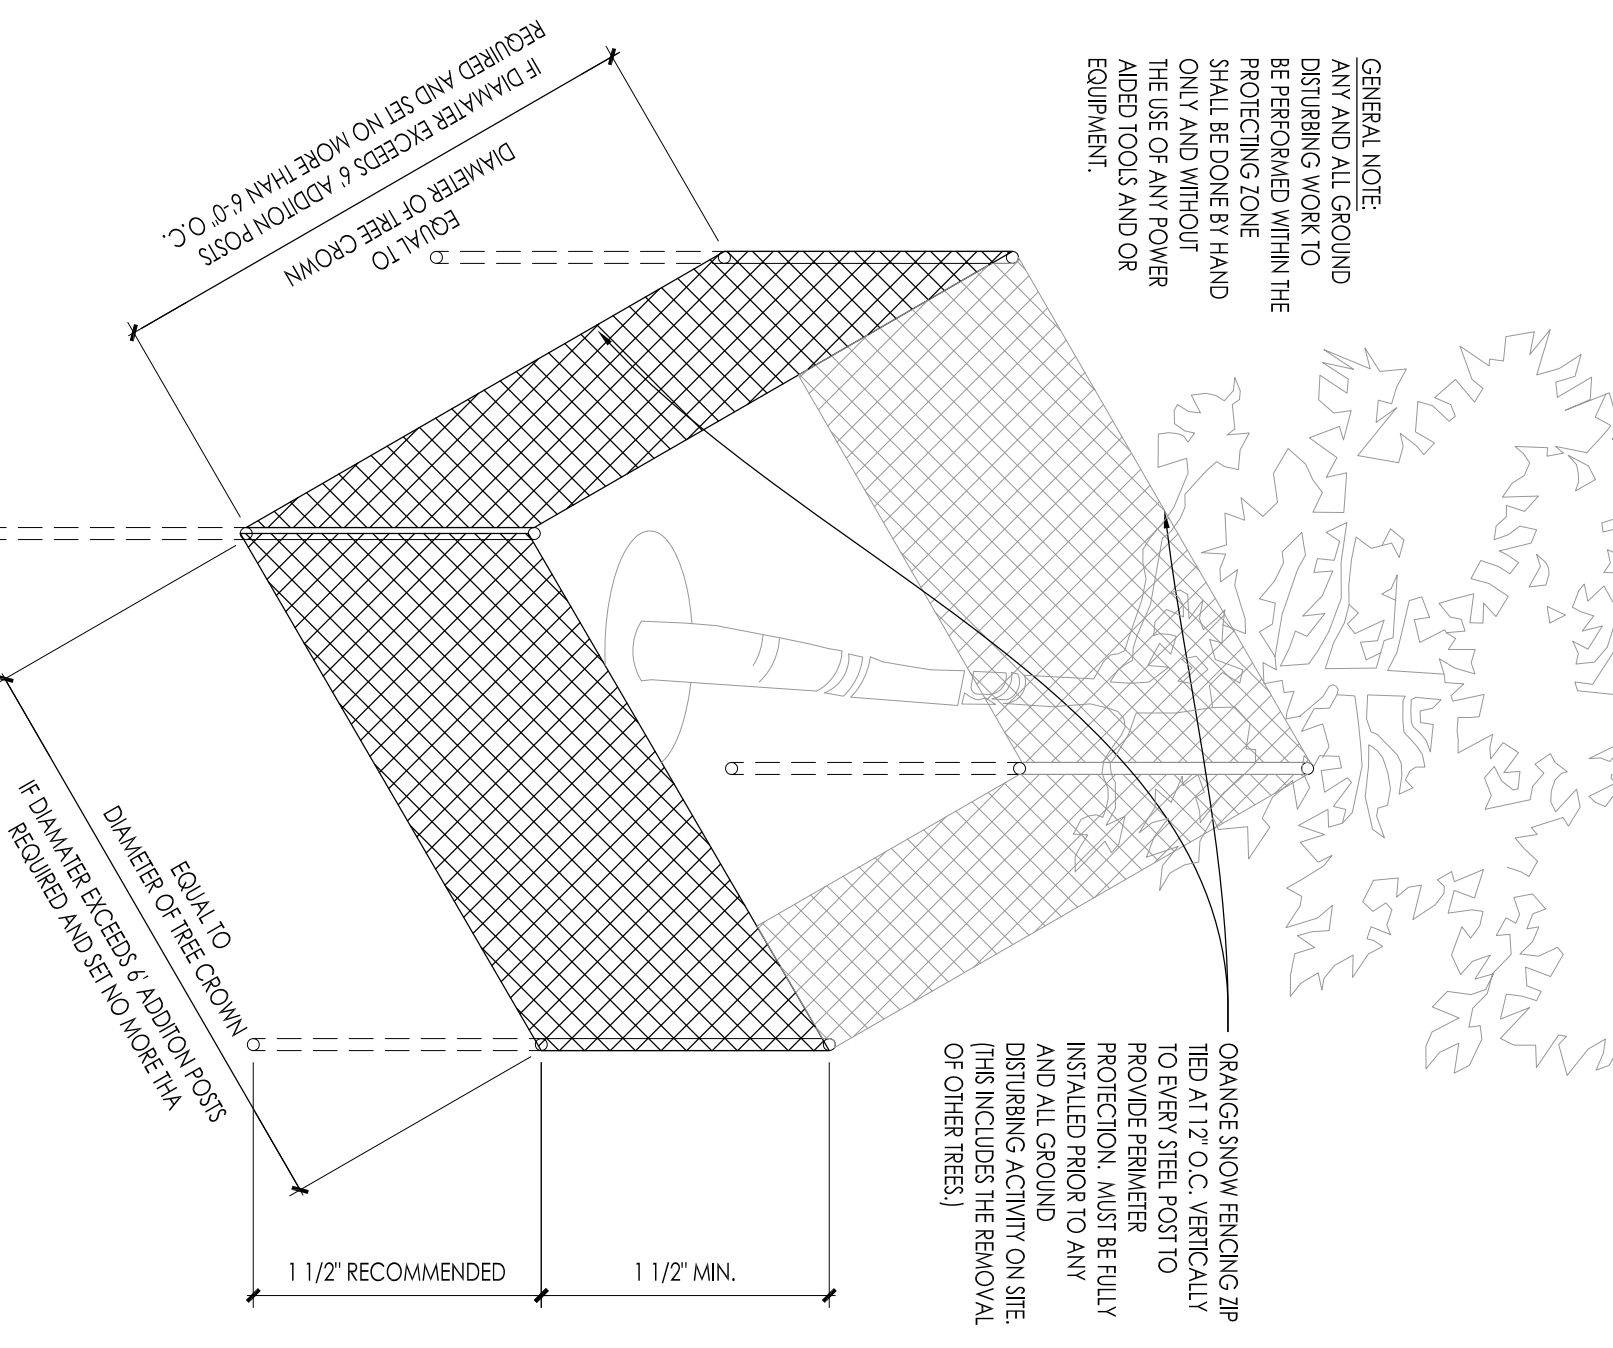 GENERAL NOTE:
ANY AND ALL GROUND
DISTURBING WORK TO
BE PERFORMED WITHIN THE
PROTECTING ZONE
SHALL BE DONE BY HAND
ONLY AND WITHOUT
THE USE OF ANY POWER
AIDED TOOLS AND OR
EQUIPMENT.
ORANGE SNOW FENCING ZIP
TIED AT 12" O.C. VERTICALLY
TO EVERY STEEL POST TO
PROVIDE PERIMETER
PROTECTION. MUST BE FULLY
INSTALLED PRIOR TO ANY
AND ALL GROUND
DISTURBING ACTIVITY ON SITE.
(THIS INCLUDES THE REMOVAL
OF OTHER TREES.)
EQUAL TO
DIAMETER OF TREE CROWN
IF DIAMATER EXCEEDS 6' ADDITON POSTS
REQUIRED AND SET NO MORE THAN 6'-0" O.C.
EQUAL TO
DIAMETER OF TREE CROWN
IF DIAMATER EXCEEDS 6' ADDITON POSTS
REQUIRED AND SET NO MORE THA
1 1/2" RECOMMENDED
1 1/2" MIN.